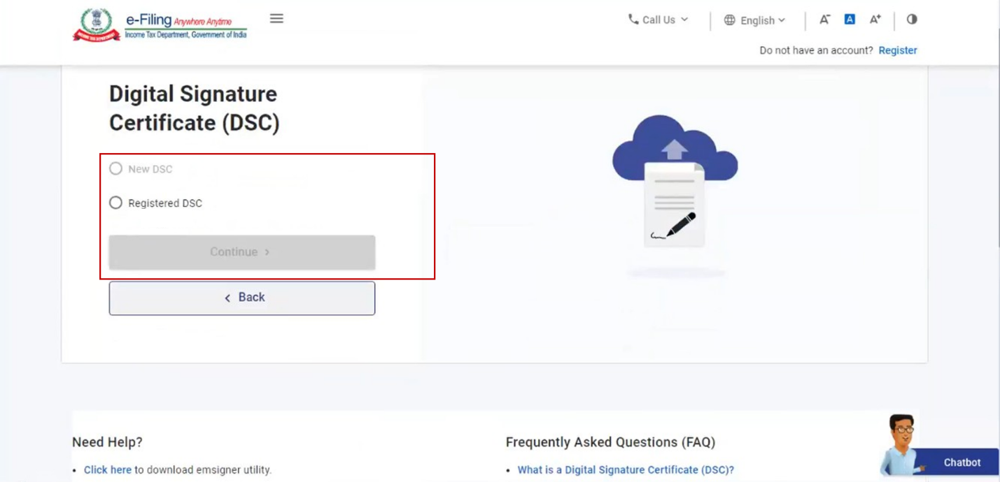 e-Filing Anywhere Anytime
Income Tax Department, Government of India
Call Us
English
A-
A
A+
Do not have an account? Register
Digital Signature
Certificate (DSC)
New DSC
Registered DSC
Continue >
< Back
Need Help?
• Click here to download emsigner utility.
Frequently Asked Questions (FAQ)
• What is a Digital Signature Certificate (DSC)?
Chatbot